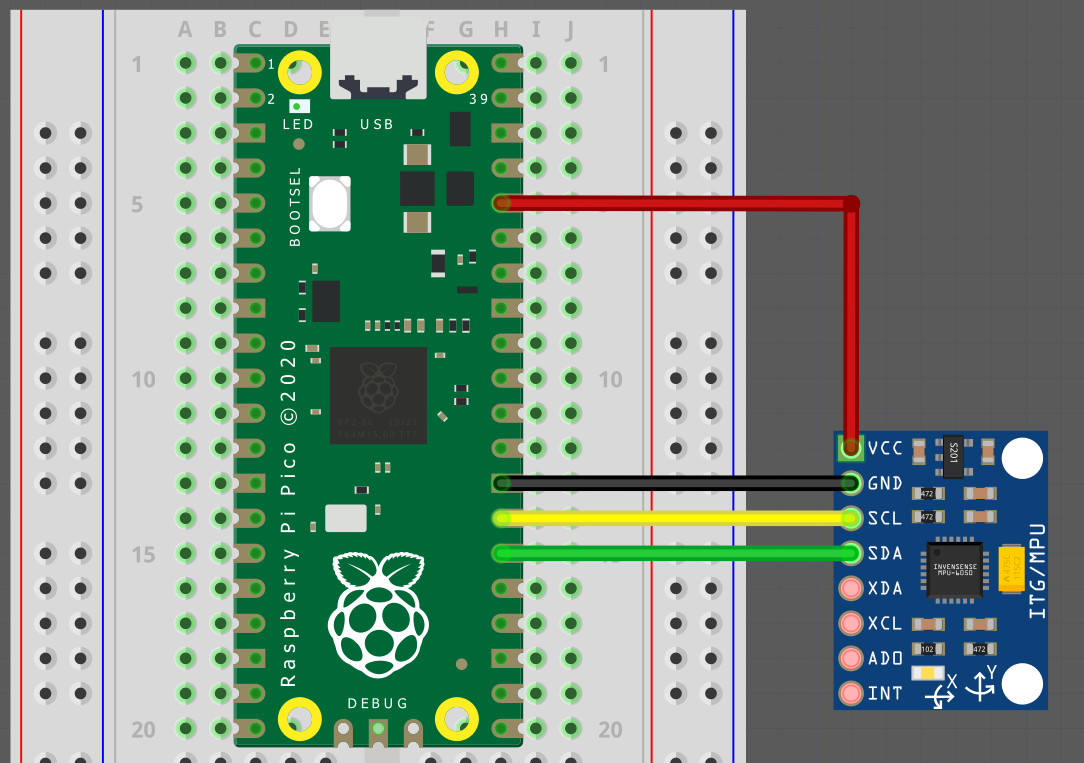 A B C D E F G H I J
1 1 1
2 39
LED USB
BOOTSEL
5
10 10
Raspberry Pi Pico ©2020
15
DEBUG
20 20
VCC
GND
SCL
SDA
XDA
XCL
ADO
INT
5201
472
472
INVENSENSE
MPU-6050
102
472
X Y
ITG/MPU